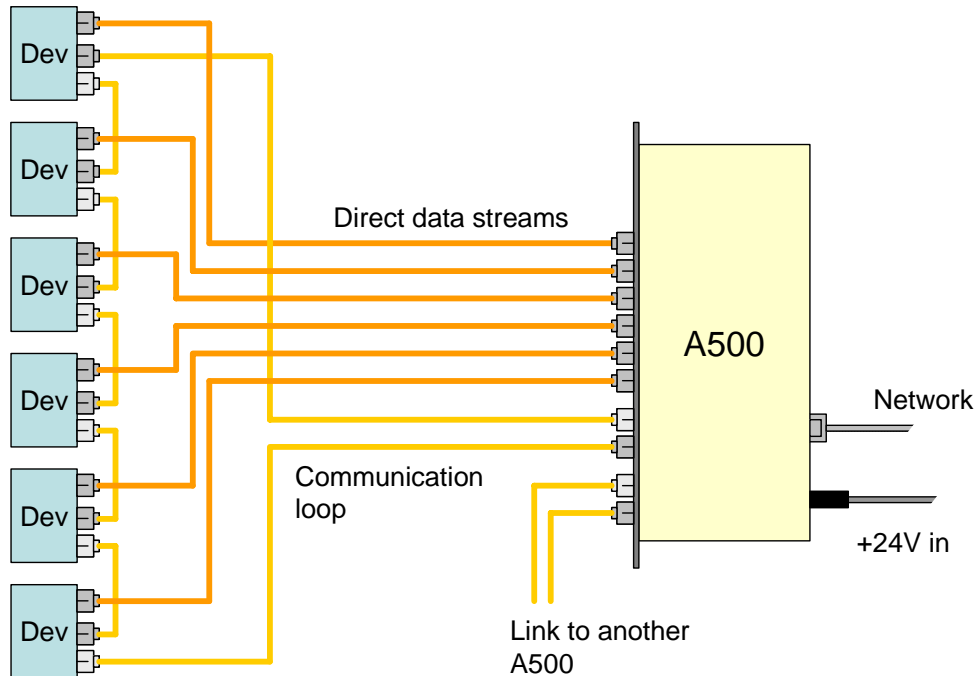 Dev
Dev
Dev
Dev
Dev
Dev
Direct data streams
A500
Network
Communication
loop
+24V in
Link to another
A500